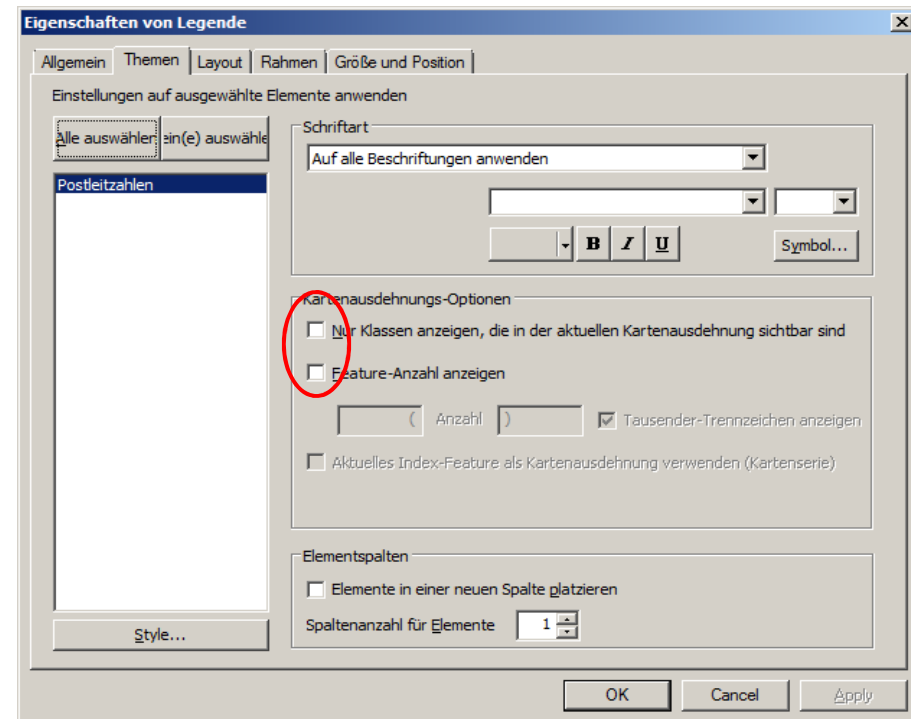 Eigenschaften von Legende
Allgemein Themen Layout Rahmen Größe und Position
Einstellungen auf ausgewählte Elemente anwenden
Alle auswählen ein(e) auswähle
Postleitzahlen
Style...
Schriftart
Auf alle Beschriftungen anwenden
B I U Symbol...
Kartenausdehnungs-Optionen
Nur Klassen anzeigen, die in der aktuellen Kartenausdehnung sichtbar sind
Feature-Anzahl anzeigen
( Anzahl ) Tausender-Trennzeichen anzeigen
Aktuelles Index-Feature als Kartenausdehnung verwenden (Kartenserie)
Elementspalten
Elemente in einer neuen Spalte platzieren
Spaltenanzahl für Elemente 1
OK Cancel Apply